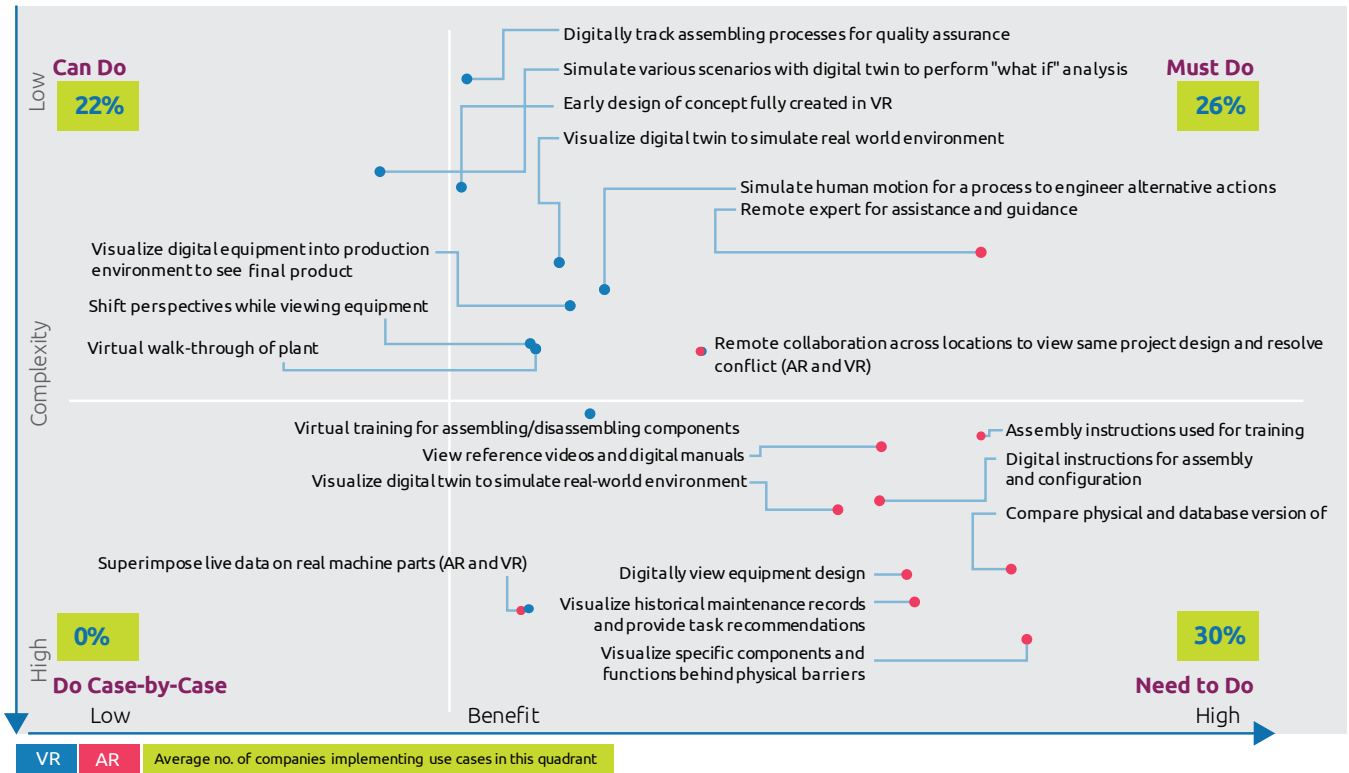 Digitally track assembling processes for quality assurance
Can Do
Simulate various scenarios with digital twin to perform "what if" analysis
Must Do
Low
22%
Early design of concept fully created in VR
26%
Visualize digital twin to simulate real world environment
Simulate human motion for a process to engineer alternative actions
Remote expert for assistance and guidance
Visualize digital equipment into production
environment to see final product
Shift perspectives while viewing equipment
Virtual walk-through of plant
Remote collaboration across locations to view same project design and resolve
conflict (AR and VR)
Complexity
Virtual training for assembling/disassembling components
Assembly instructions used for training
View reference videos and digital manuals
Digital instructions for assembly
and configuration
Visualize digital twin to simulate real-world environment
Compare physical and database version of
Superimpose live data on real machine parts (AR and VR)
Digitally view equipment design
Visualize historical maintenance records
and provide task recommendations
Visualize specific components and
functions behind physical barriers
High
0%
30%
Do Case-by-Case
Need to Do
Low
Benefit
High
VR
AR
Average no. of companies implementing use cases in this quadrant